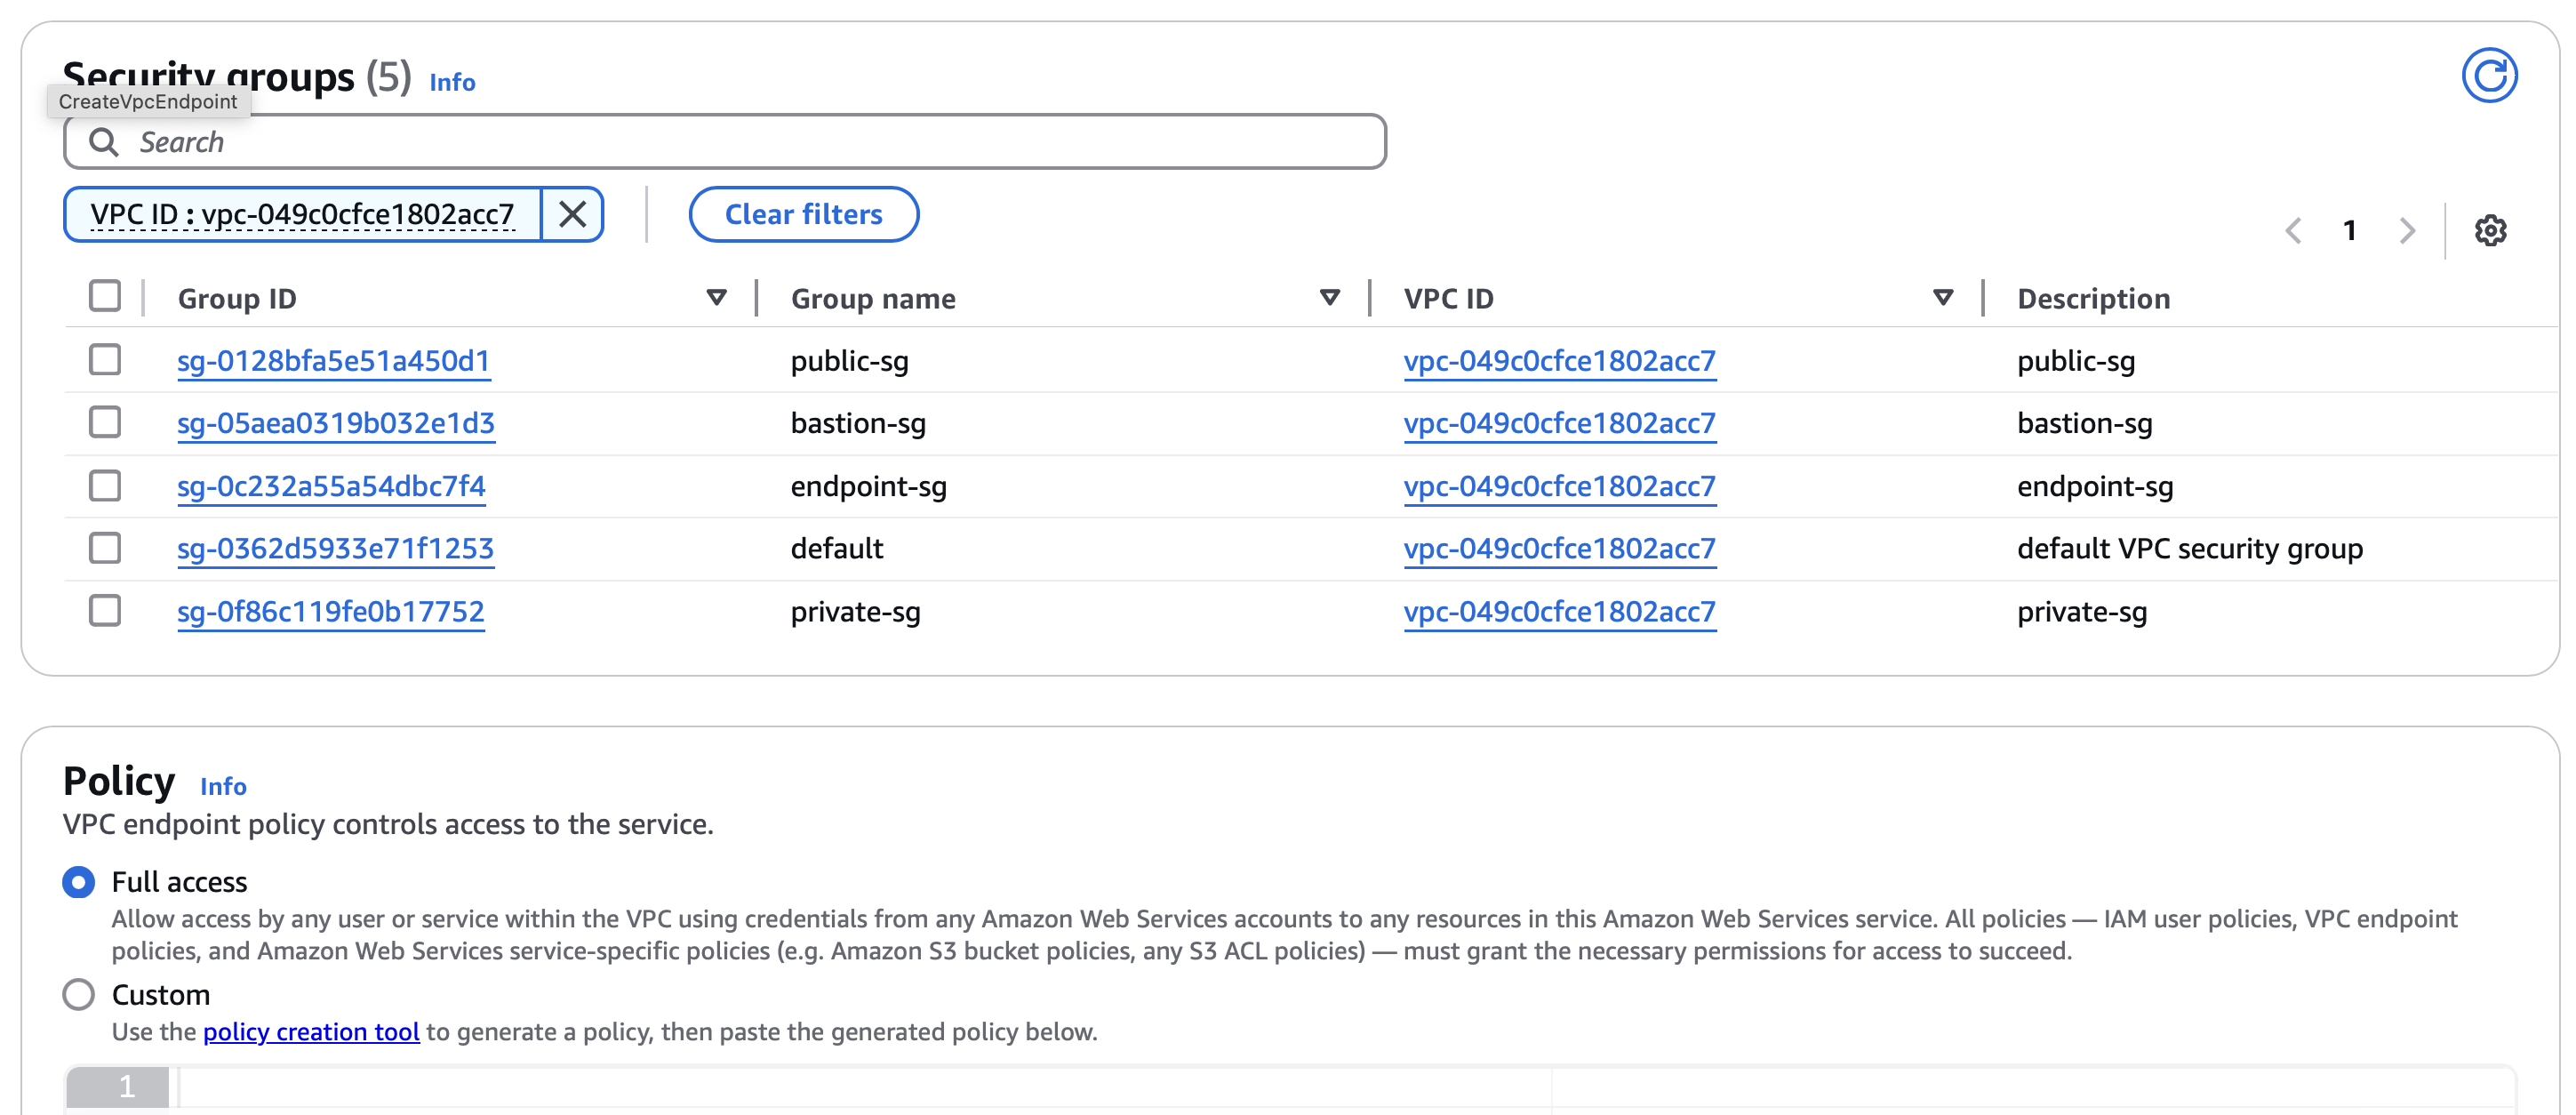 Security groups (5) Info
CreateVpcEndpoint
Search
VPC ID : vpc-049c0cfce1802acc7
Clear filters
1
Group ID Group name VPC ID Description
sg-0128bfa5e51a450d1 public-sg vpc-049c0cfce1802acc7 public-sg
sg-05aea0319b032e1d3 bastion-sg vpc-049c0cfce1802acc7 bastion-sg
sg-0c232a55a54dbc7f4 endpoint-sg vpc-049c0cfce1802acc7 endpoint-sg
sg-0362d5933e71f1253 default vpc-049c0cfce1802acc7 default VPC security group
sg-0f86c119fe0b17752 private-sg vpc-049c0cfce1802acc7 private-sg
Policy Info
VPC endpoint policy controls access to the service.
Full access
Allow access by any user or service within the VPC using credentials from any Amazon Web Services accounts to any resources in this Amazon Web Services service. All policies — IAM user policies, VPC endpoint
policies, and Amazon Web Services service-specific policies (e.g. Amazon S3 bucket policies, any S3 ACL policies) — must grant the necessary permissions for access to succeed.
Custom
Use the policy creation tool to generate a policy, then paste the generated policy below.
1